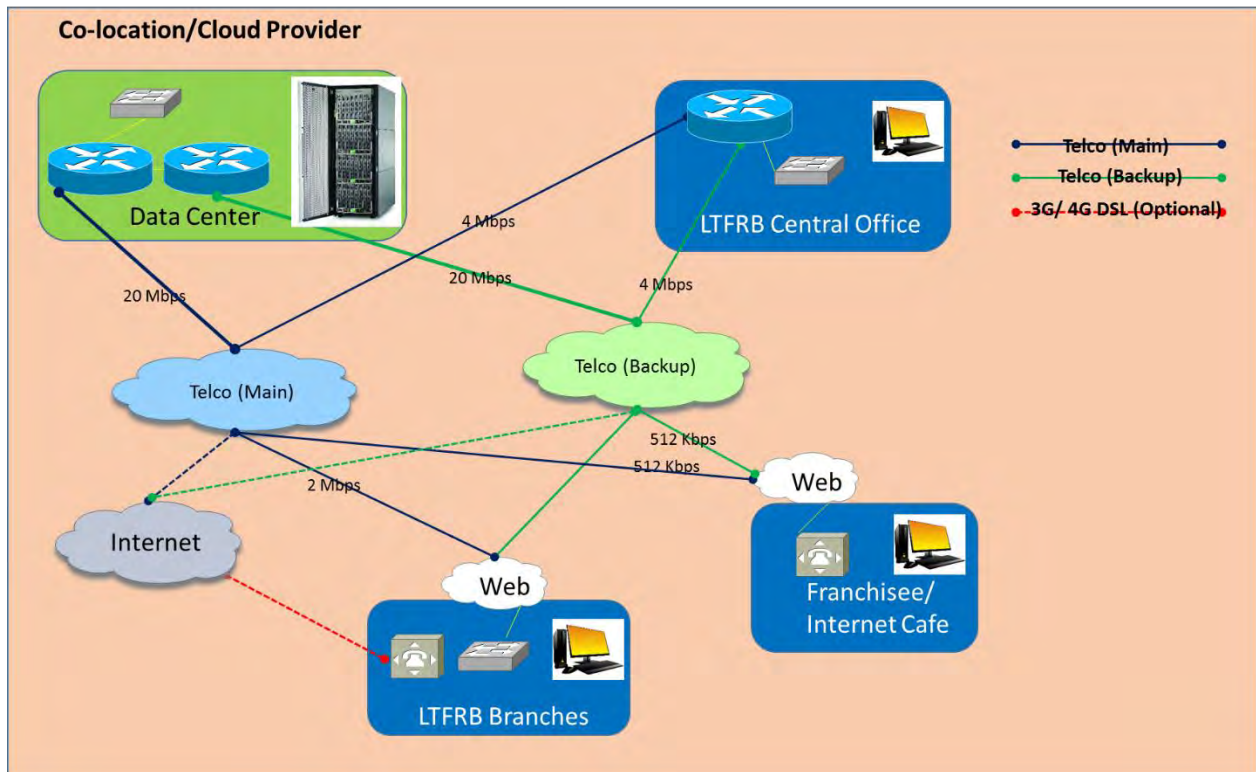 Co-location/Cloud Provider
Data Center
LTFRB Central Office
Telco (Main)
Telco (Backup)
3G/ 4G DSL (Optional)
4 Mbps
20 Mbps
20 Mbps
4 Mbps
Telco (Main)
Telco (Backup)
512 Kbps
512 Kbps
2 Mbps
Internet
Web
Web
Franchisee/
Internet Cafe
LTFRB Branches